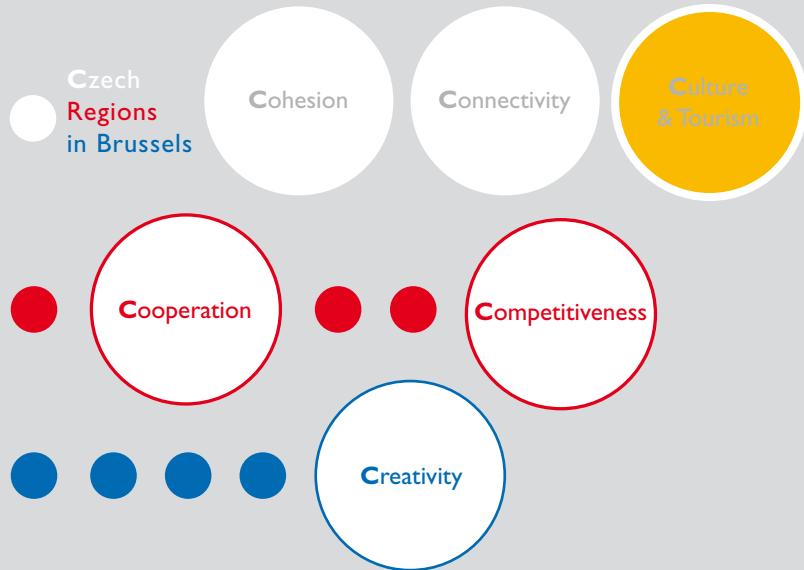 Czech
Regions
in Brussels
Cohesion
Connectivity
Culture
& Tourism
Cooperation
Competitiveness
Creativity